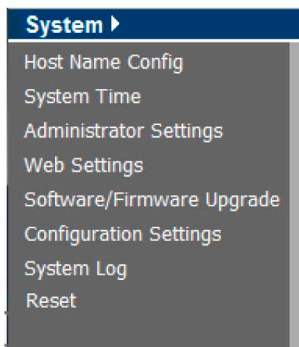 System
Host Name Config
System Time
Administrator Settings
Web Settings
Software/Firmware Upgrade
Configuration Settings
System Log
Reset